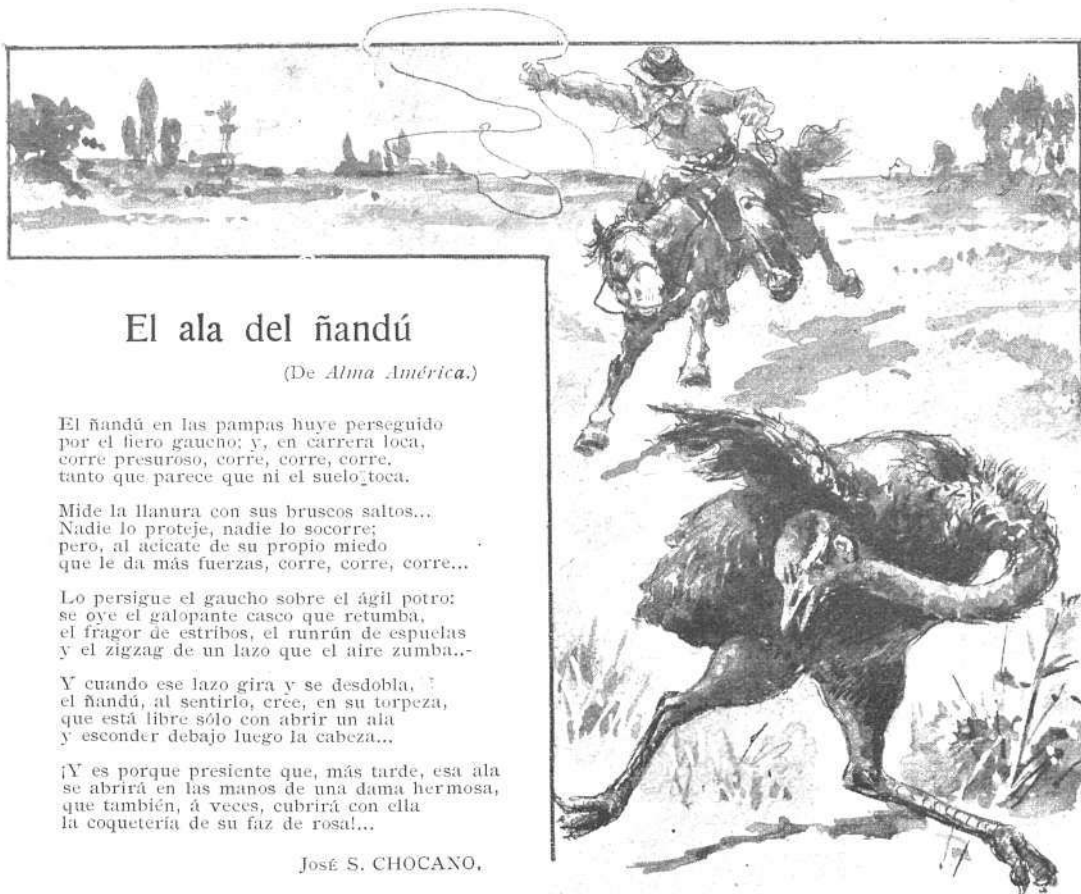 El ala del ñandú
(De Alma América.)
El ñandú en las pampas huye perseguido
por el fiero gaucho; y, en carrera loca,
corre presuroso, corre, corre, corre,
tanto que parece que ni el suelo toca.
Mide la llanura con sus bruscos saltos...
Nadie lo proteje, nadie lo socorre;
pero, al acicate de su propio miedo
que le da más fuerzas, corre, corre, corre...
Lo persigue el gaucho sobre el ágil potro:
se oye el galopante casco que retumba,
el fragor de estribos, el runrún de espuelas
y el zigzag de un lazo que el aire zumba..-
Y cuando ese lazo gira y se desdobla,
el ñandú, al sentirlo, crée, en su torpeza,
que está libre sólo con abrir un ala
y esconder debajo luego la cabeza...
¡Y es porque presiente que, más tarde, esa ala
se abrirá en las manos de una dama hermosa,
que también, á veces, cubrirá con ella
la coquetería de su faz de rosa!...
José S. CHOCANO.